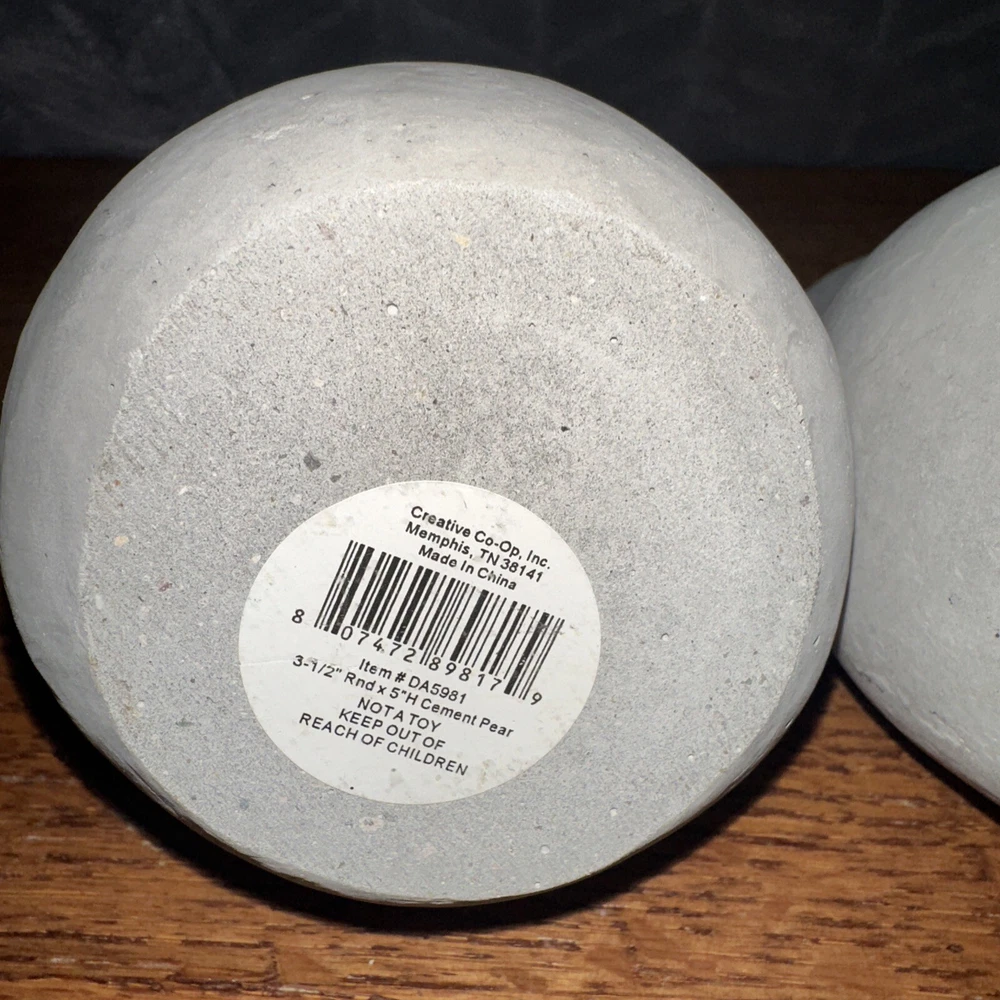 Creative Co-Op, Inc.
Memphis, TN 38141
Made In China
8 07472 89817 9
Item # DA5981
3-1/2" Rnd x 5"H Cement Pear
NOT A TOY
KEEP OUT OF
REACH OF CHILDREN